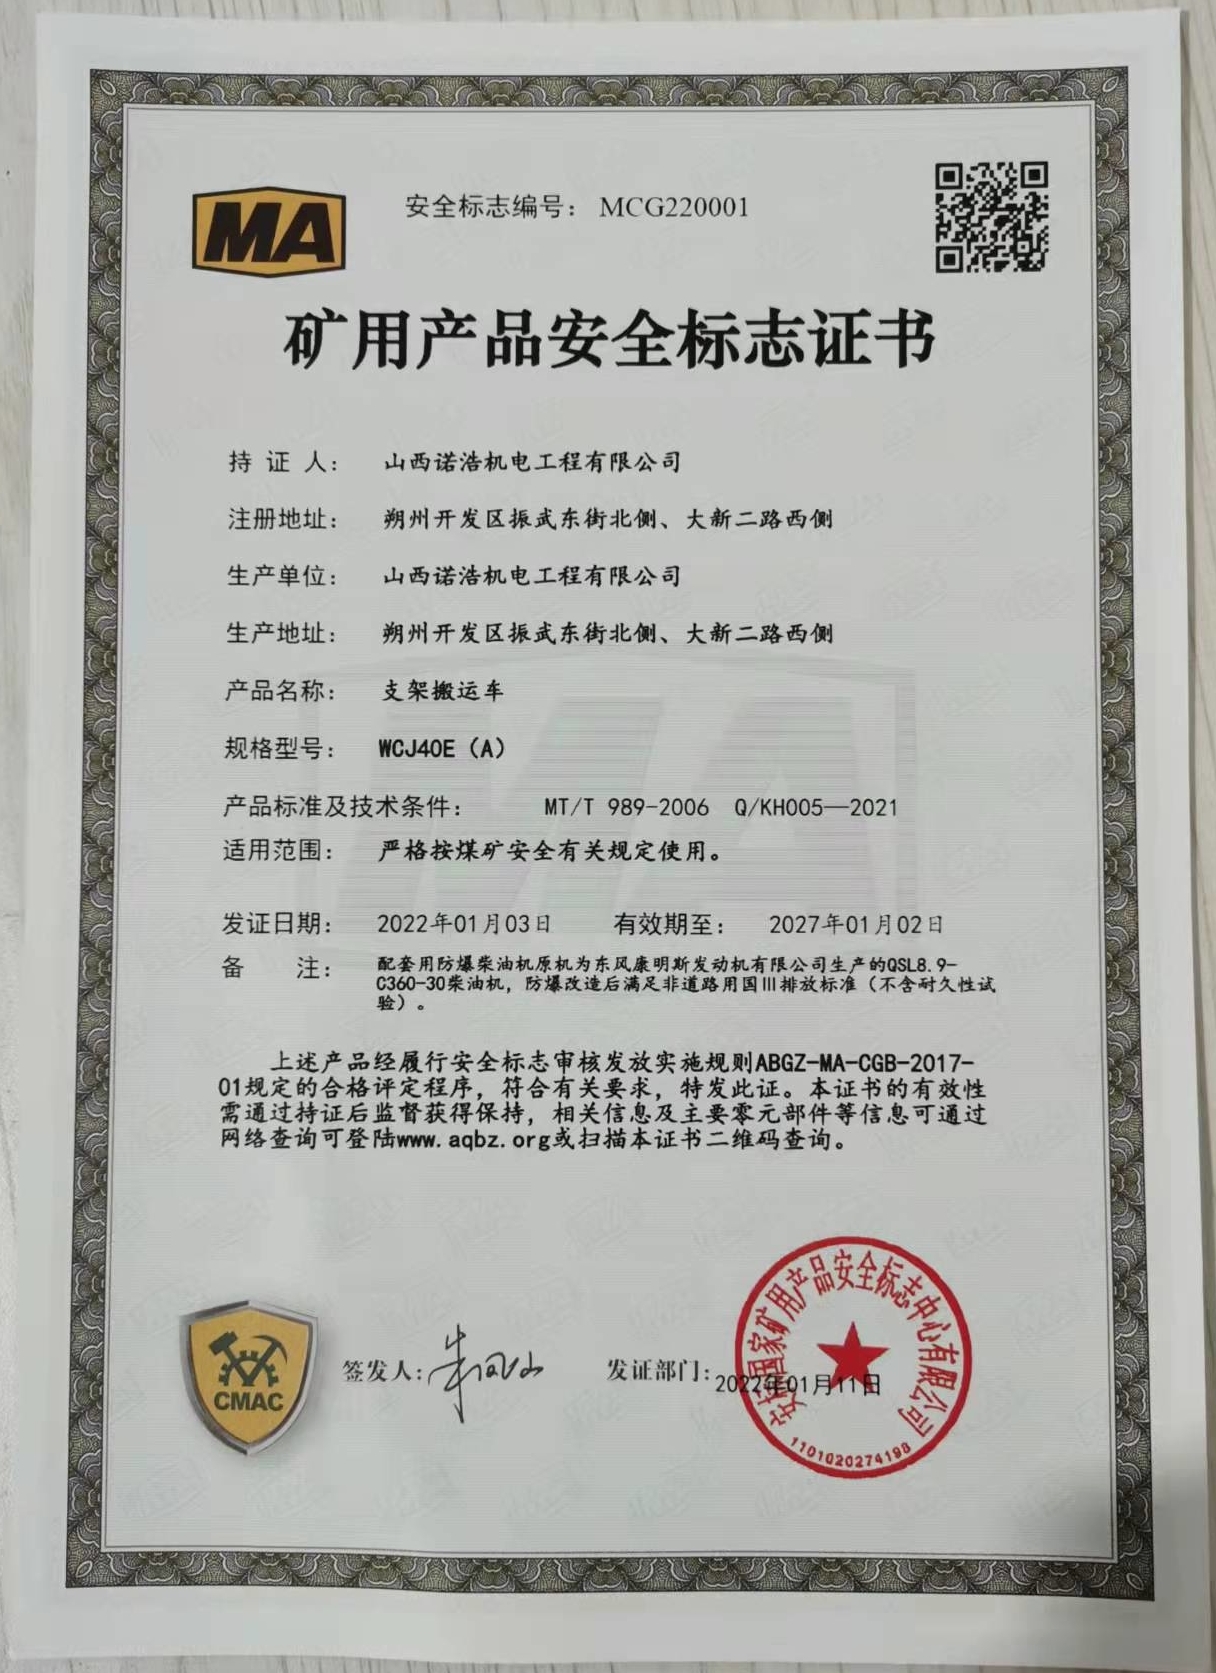 MA
安全标志编号： MCG220001
矿用产品安全标志证书
持 证 人： 山西诺浩机电工程有限公司
注册地址： 朔州开发区振武东街北侧、大新二路西侧
生产单位： 山西诺浩机电工程有限公司
生产地址： 朔州开发区振武东街北侧、大新二路西侧
产品名称： 支架搬运车
规格型号： WCJ40E（A）
产品标准及技术条件： MT/T 989-2006 Q/KH005—2021
适用范围： 严格按煤矿安全有关规定使用。
发证日期： 2022年01月03日 有效期至： 2027年01月02日
备 注： 配套用防爆柴油机原机为东风康明斯发动机有限公司生产的QSL8.9-
C360-30柴油机，防爆改造后满足非道路用国III排放标准（不含耐久性试
验）。
上述产品经履行安全标志审核发放实施规则ABGZ-MA-CGB-2017-
01规定的合格评定程序，符合有关要求，特发此证。本证书的有效性
需通过持证后监督获得保持，相关信息及主要零元部件等信息可通过
网络查询可登陆www.aqbz.org或扫描本证书二维码查询。
CMAC
签发人：
发证部门：
安标国家矿用产品安全标志中心有限公司
2022年01月11日
1101020274198